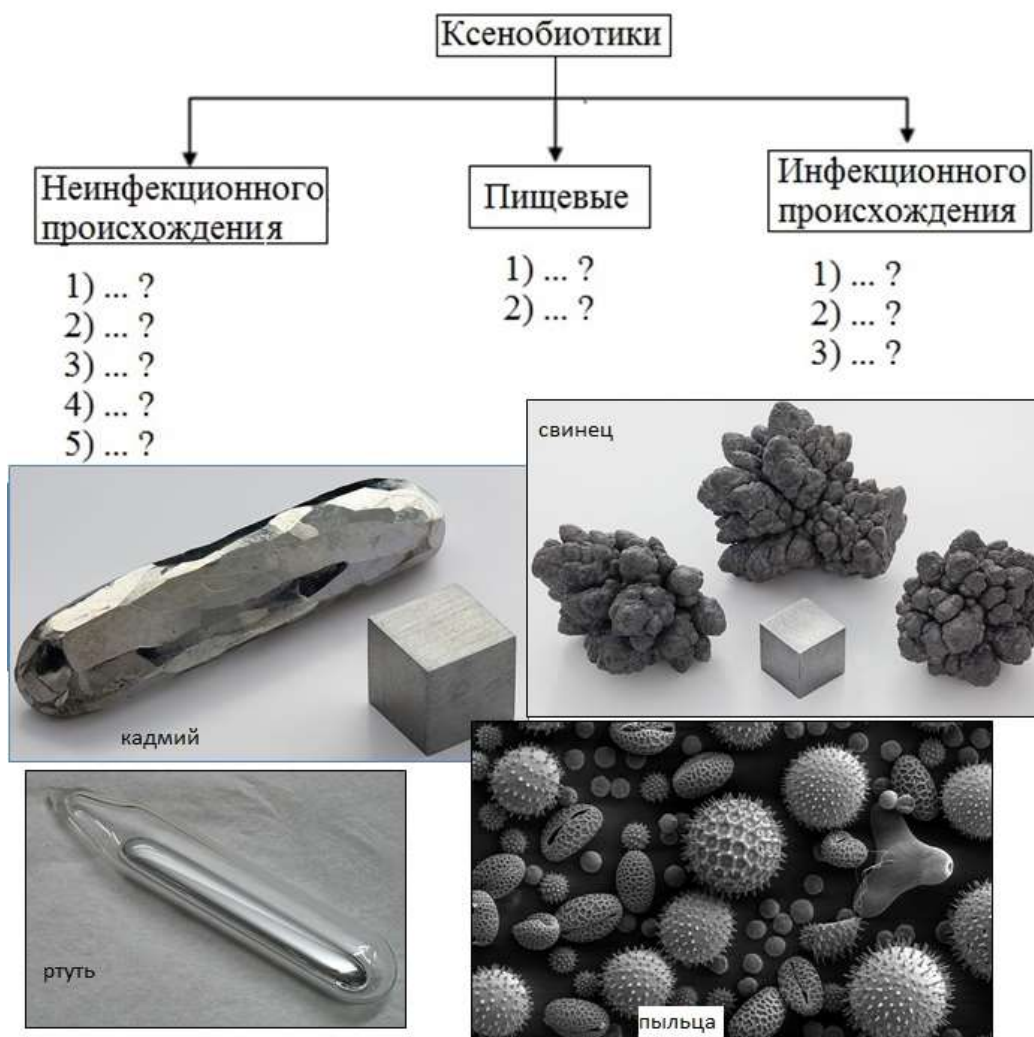 Ксенобиотики
Неинфекционного
происхождения
1) ... ?
2) ... ?
3) ... ?
4) ... ?
5) ... ?
Пищевые
1) ... ?
2) ... ?
Инфекционного
происхождения
1) ... ?
2) ... ?
3) ... ?
свинец
кадмий
ртуть
пыльца